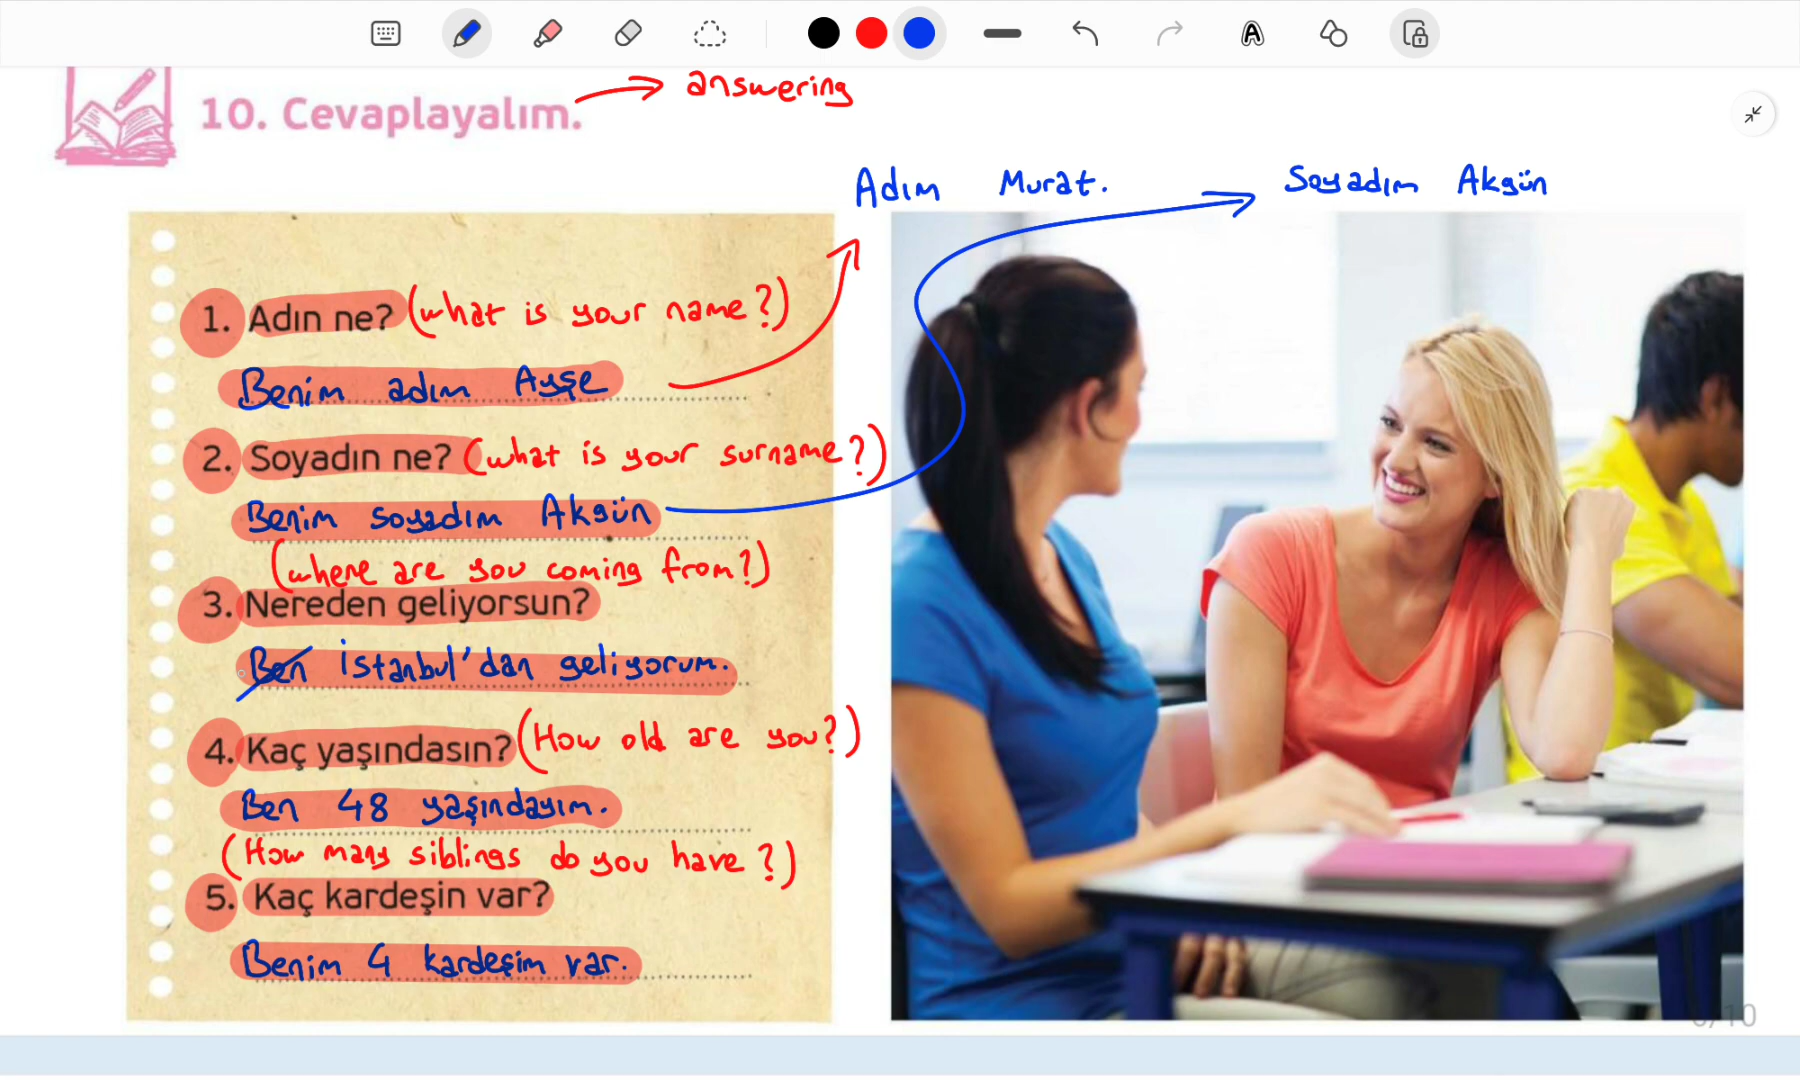 10. Cevaplayalım. answering
Adım Murat. Soyadım Akgün
1. Adın ne? (what is your name?)
Benim adım Ayşe
2. Soyadın ne? (what is your surname?)
Benim soyadım Akgün
(where are you coming from?)
3. Nereden geliyorsun?
Ben İstanbul'dan geliyorum.
4. Kaç yaşındasın? (How old are you?)
Ben 48 yaşındayım.
(How many siblings do you have?)
5. Kaç kardeşin var?
Benim 4 kardeşim var.